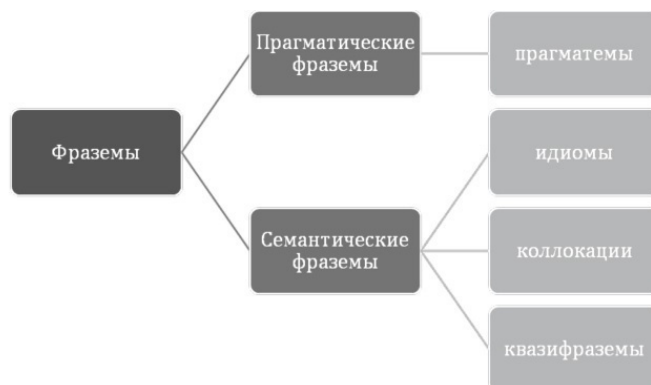 Фраземы
Прагматические
фраземы
прагматемы
Семантические
фраземы
идиомы
коллокации
квазифраземы